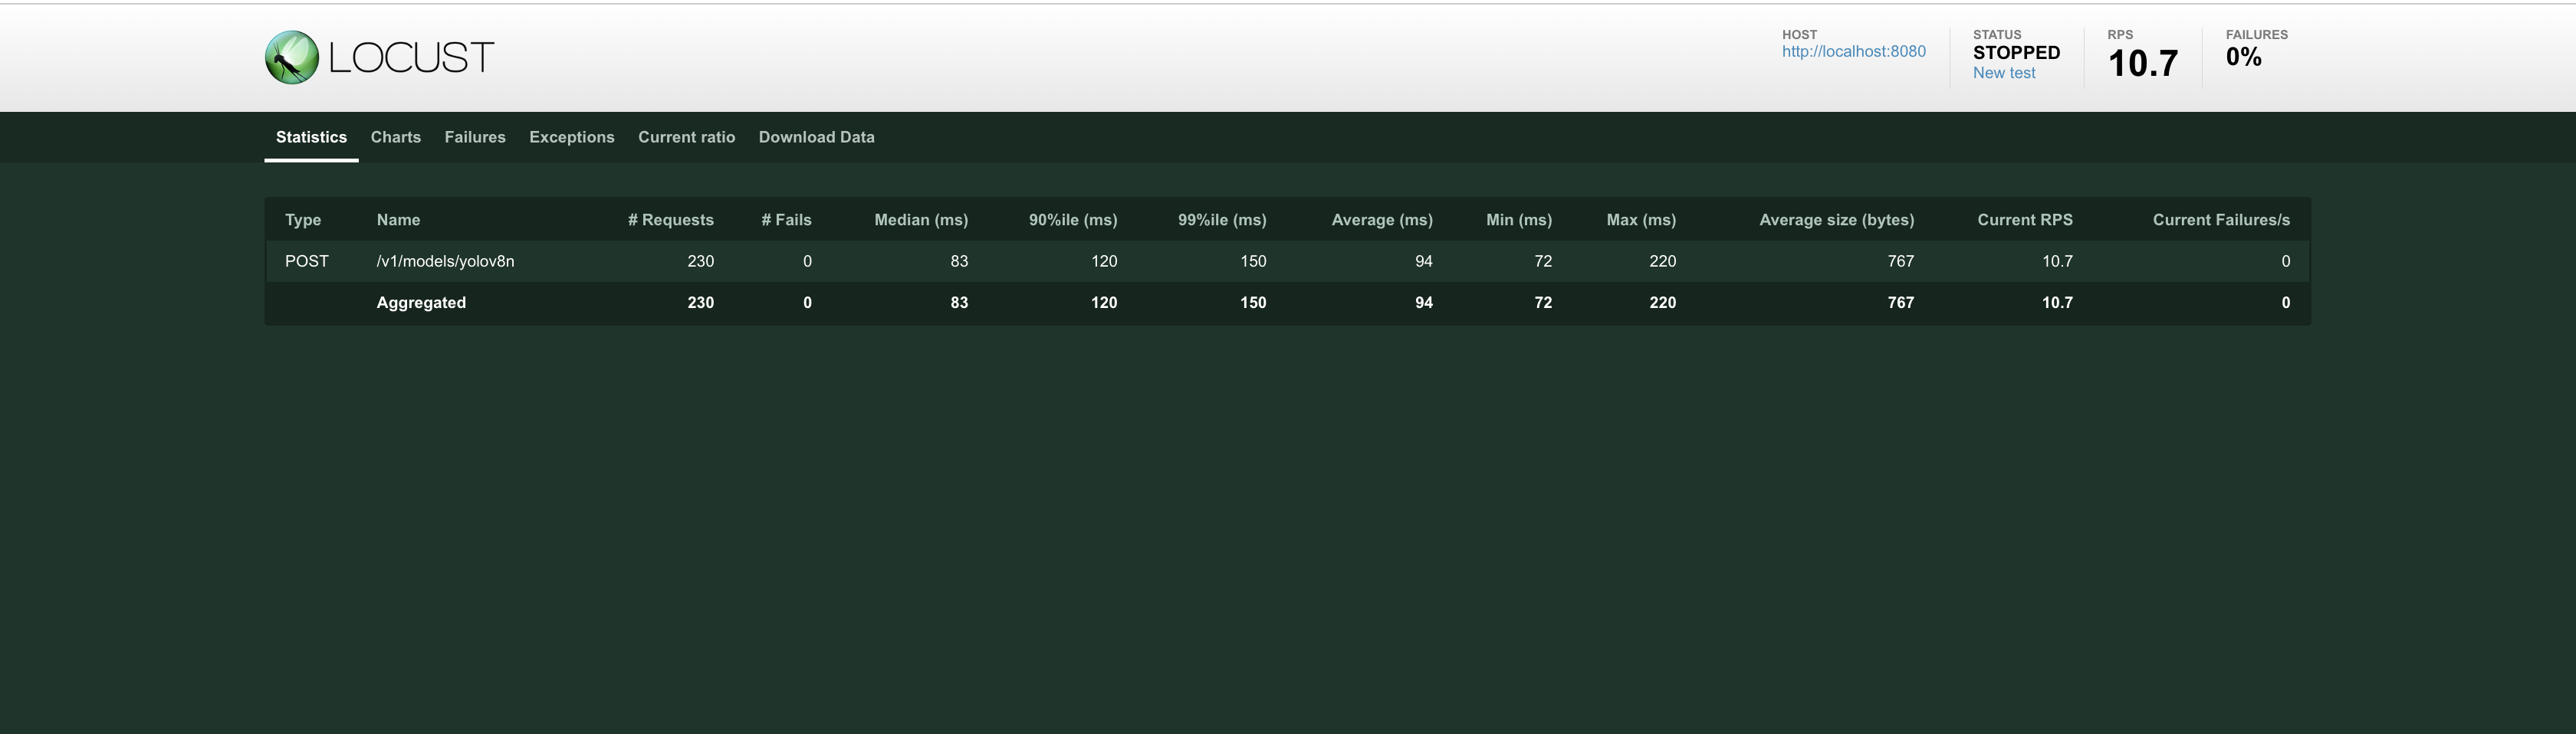 LOCUST
HOST
http://localhost:8080
STATUS
STOPPED
New test
RPS
10.7
FAILURES
0%
Statistics Charts Failures Exceptions Current ratio Download Data
Type Name # Requests # Fails Median (ms) 90%ile (ms) 99%ile (ms) Average (ms) Min (ms) Max (ms) Average size (bytes) Current RPS Current Failures/s
POST /v1/models/yolov8n 230 0 83 120 150 94 72 220 767 10.7 0
Aggregated 230 0 83 120 150 94 72 220 767 10.7 0